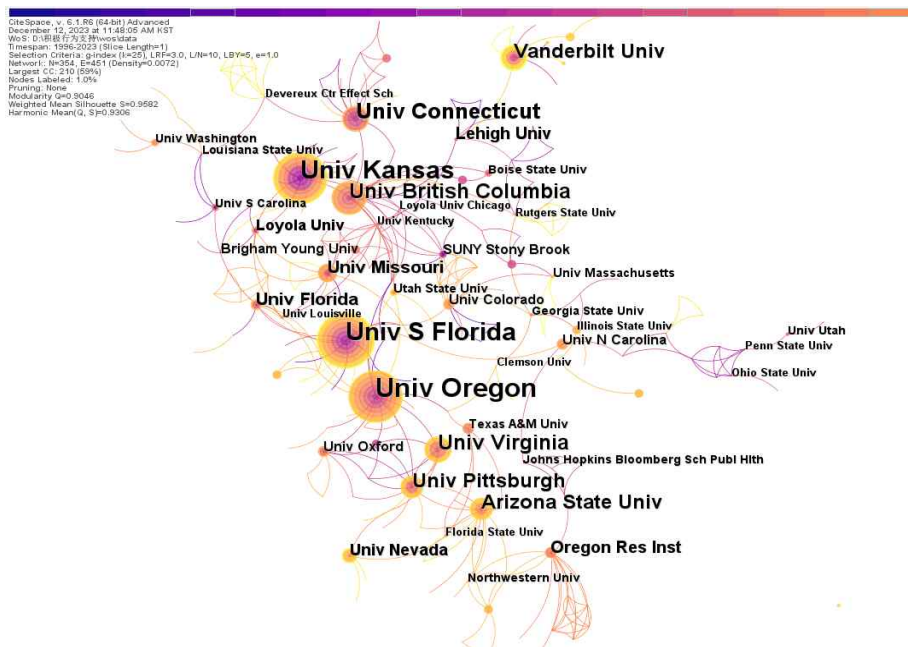 CiteSpace, v. 6.1.R6 (64-bit) Advanced
December 12, 2023 at 11:48:05 AM KST
WoS: D:\积极行为支持\wos\data
Timespan: 1996-2023 (Slice Length=1)
Selection Criteria: g-index (k=25), LRF=3.0, L/N=10, LBY=5, e=1.0
Network: N=354, E=451 (Density=0.0072)
Largest CC: 210 (59%)
Nodes Labeled: 1.0%
Pruning: None
Modularity Q=0.9046
Weighted Mean Silhouette S=0.9582
Harmonic Mean(Q, S)=0.9306
Vanderbilt Univ
Devereux Ctr Effect Sch
Univ Connecticut
Lehigh Univ
Univ Washington
Louisiana State Univ
Univ Kansas
Boise State Univ
Univ British Columbia
Univ S Carolina
Loyola Univ Chicago
Rutgers State Univ
Univ Kentucky
Loyola Univ
Brigham Young Univ
SUNY Stony Brook
Univ Missouri
Univ Massachusetts
Utah State Univ
Univ Florida
Univ Colorado
Univ Louisville
Georgia State Univ
Illinois State Univ
Univ S Florida
Univ Utah
Univ N Carolina
Penn State Univ
Clemson Univ
Ohio State Univ
Univ Oregon
Texas A&M Univ
Univ Oxford
Univ Virginia
Johns Hopkins Bloomberg Sch Publ Hlth
Univ Pittsburgh
Arizona State Univ
Florida State Univ
Univ Nevada
Oregon Res Inst
Northwestern Univ